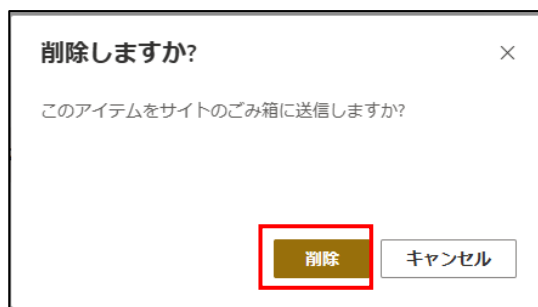 削除しますか?
このアイテムをサイトのごみ箱に送信しますか?
削除 キャンセル